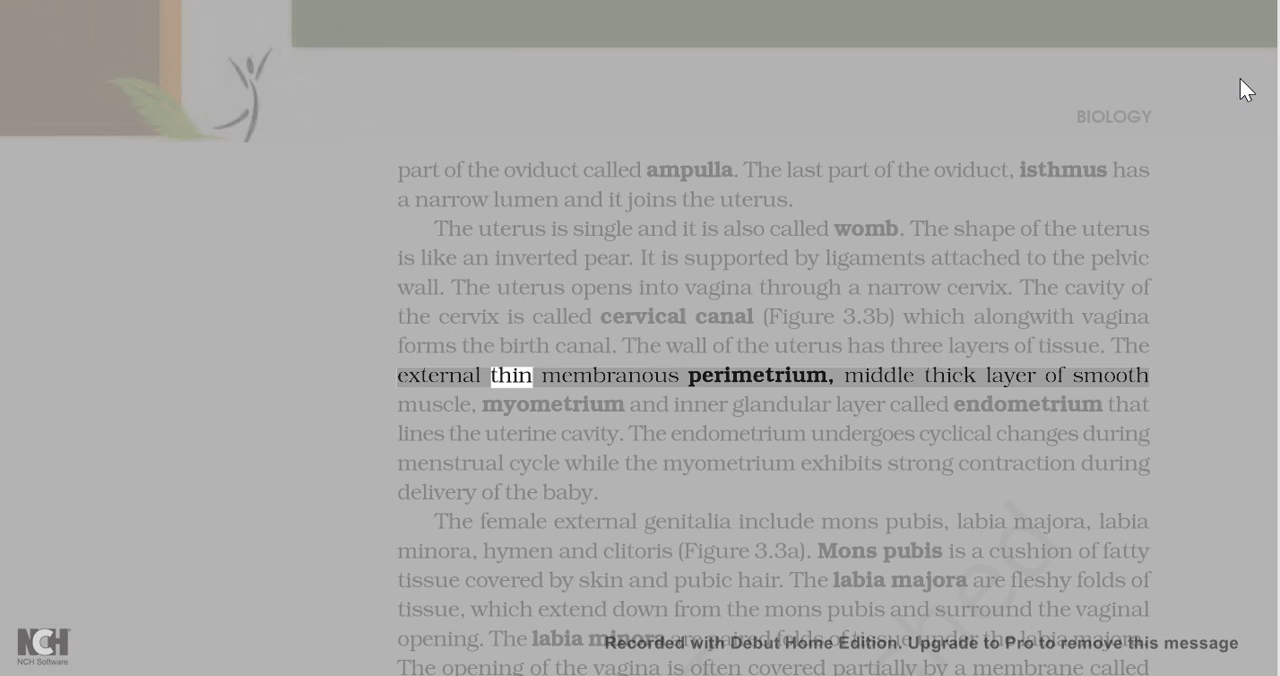 BIOLOGY
part of the oviduct called ampulla. The last part of the oviduct, isthmus has
a narrow lumen and it joins the uterus.
The uterus is single and it is also called womb. The shape of the uterus
is like an inverted pear. It is supported by ligaments attached to the pelvic
wall. The uterus opens into vagina through a narrow cervix. The cavity of
the cervix is called cervical canal (Figure 3.3b) which alongwith vagina
forms the birth canal. The wall of the uterus has three layers of tissue. The
external thin membranous perimetrium, middle thick layer of smooth
muscle, myometrium and inner glandular layer called endometrium that
lines the uterine cavity. The endometrium undergoes cyclical changes during
menstrual cycle while the myometrium exhibits strong contraction during
delivery of the baby.
The female external genitalia include mons pubis, labia majora, labia
minora, hymen and clitoris (Figure 3.3a). Mons pubis is a cushion of fatty
tissue covered by skin and pubic hair. The labia majora are fleshy folds of
tissue, which extend down from the mons pubis and surround the vaginal
opening. The labia minora are paired folds of tissue under the labia majora.
Recorded with Debut Home Edition. Upgrade to Pro to remove this message
The opening of the vagina is often covered partially by a membrane called
NCH
NCH Software